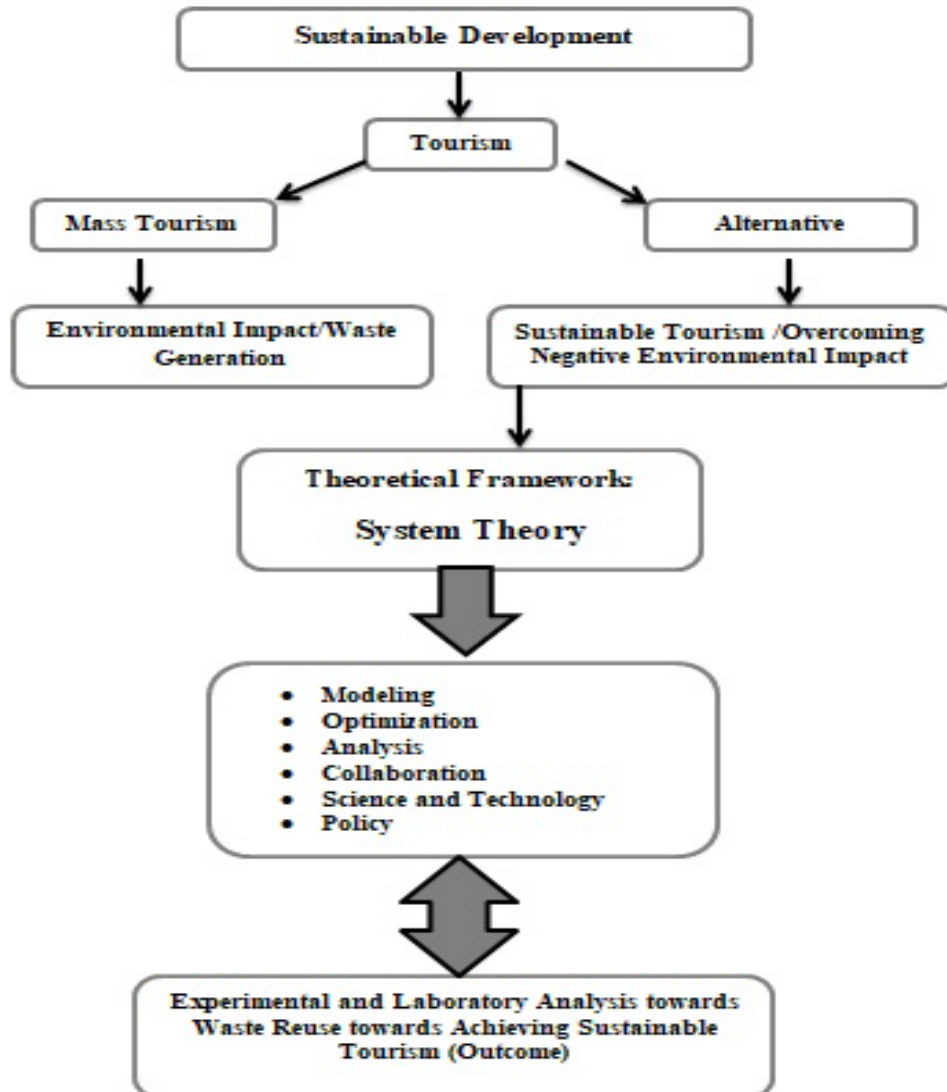 Sustainable Development
Tourism
Mass Tourism
Alternative
Environmental Impact/Waste
Generation
Sustainable Tourism /Overcoming
Negative Environmental Impact
Theoretical Framework:
System Theory
• Modeling
• Optimization
• Analysis
• Collaboration
• Science and Technology
• Policy
Experimental and Laboratory Analysis towards
Waste Reuse towards Achieving Sustainable
Tourism (Outcome)